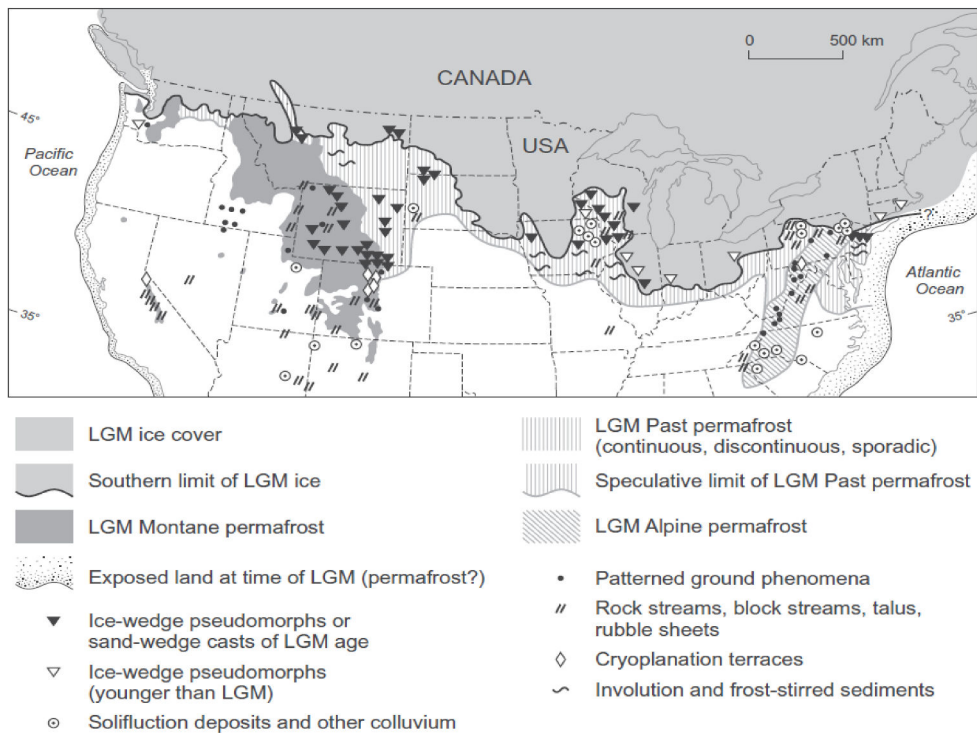 0 500 km
CANADA
45°
USA
Pacific
Ocean
?
Atlantic
Ocean
35°
35°
LGM ice cover
Southern limit of LGM ice
LGM Montane permafrost
Exposed land at time of LGM (permafrost?)
Ice-wedge pseudomorphs or
sand-wedge casts of LGM age
Ice-wedge pseudomorphs
(younger than LGM)
Solifluction deposits and other colluvium
LGM Past permafrost
(continuous, discontinuous, sporadic)
Speculative limit of LGM Past permafrost
LGM Alpine permafrost
Patterned ground phenomena
Rock streams, block streams, talus,
rubble sheets
Cryoplanation terraces
Involution and frost-stirred sediments